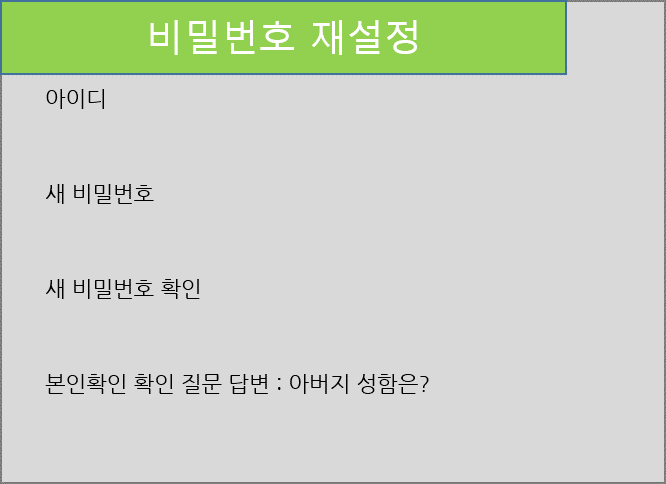 비밀번호 재설정
아이디
새 비밀번호
새 비밀번호 확인
본인확인 확인 질문 답변 : 아버지 성함은?